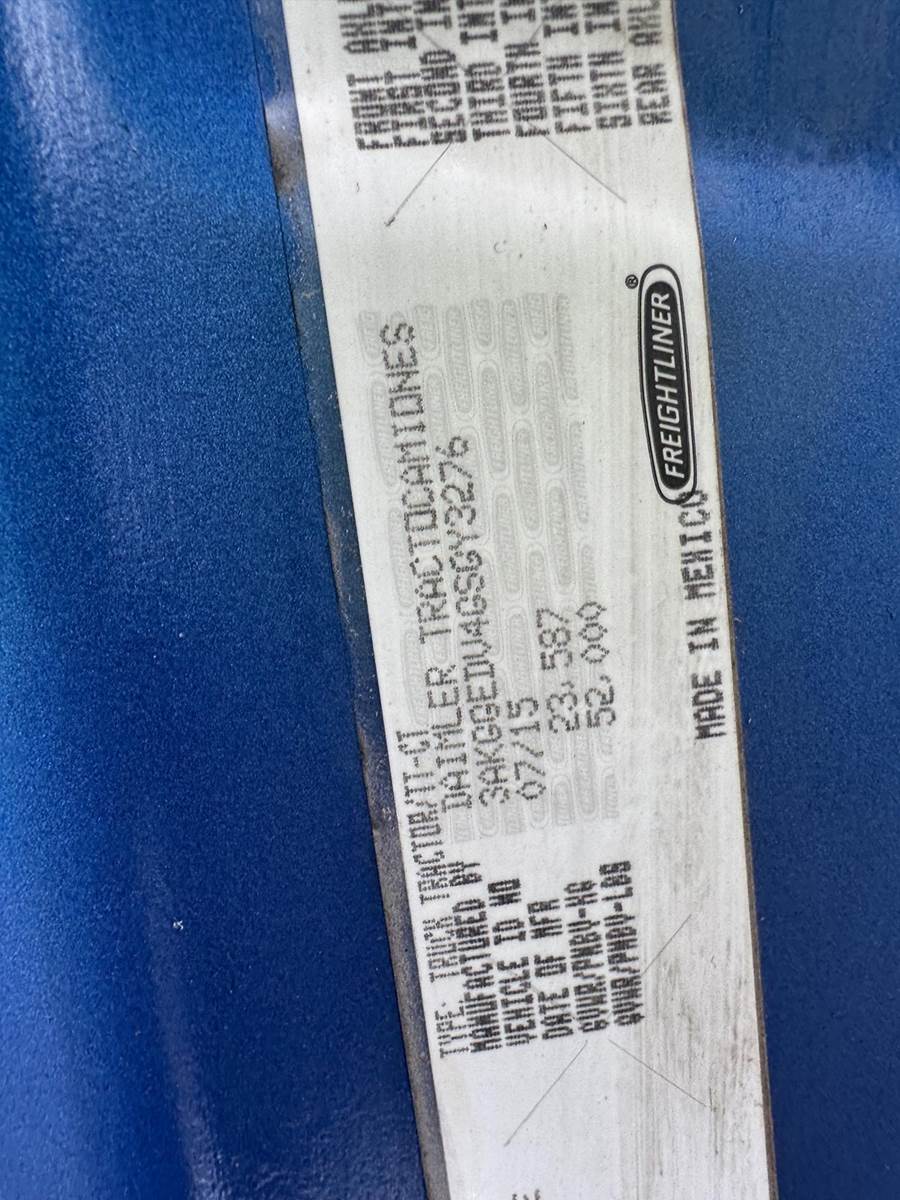 TYPE: TRUCK TRACTOR/TT-CT
MANUFACTURED BY DAIMLER TRACTOCAMIONES
VEHICLE ID NO 3AKGGEDV4GSGY3276
DATE OF MFR 07/15
GVWR/PNBV-KG 23,587
GVWR/PNBV-LBS 52,000
MADE IN MEXICO
FREIGHTLINER®
FRONT AXL
FIRST INT
SECOND IN
THIRD INT
FOURTH IN
FIFTH INT
SIXTH INT
REAR AXL